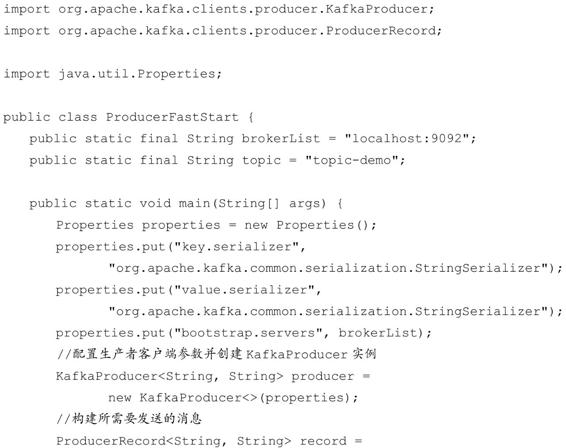 import org.apache.kafka.clients.producer.KafkaProducer;
import org.apache.kafka.clients.producer.ProducerRecord;
import java.util.Properties;
public class ProducerFastStart {
public static final String brokerList = "localhost:9092";
public static final String topic = "topic-demo";
public static void main(String[] args) {
Properties properties = new Properties();
properties.put("key.serializer",
"org.apache.kafka.common.serialization.StringSerializer");
properties.put("value.serializer",
"org.apache.kafka.common.serialization.StringSerializer");
properties.put("bootstrap.servers", brokerList);
//配置生产者客户端参数并创建 KafkaProducer 实例
KafkaProducer<String, String> producer =
new KafkaProducer<>(properties);
//构建所需要发送的消息
ProducerRecord<String, String> record =